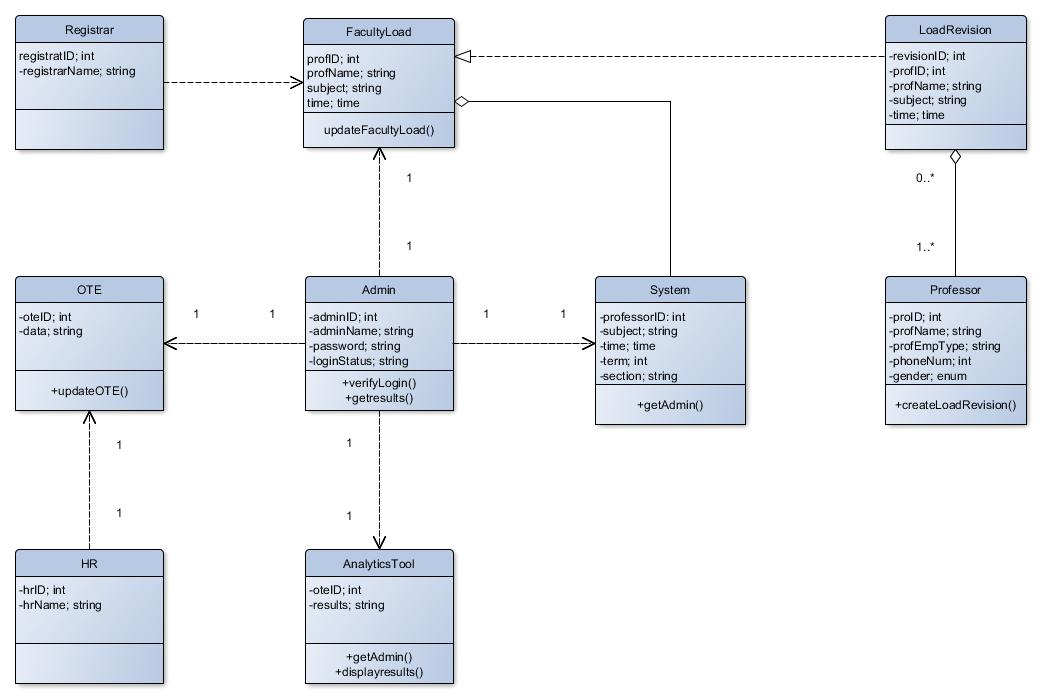 Registrar
registratID; int
-registrarName; string
FacultyLoad
profID; int
profName; string
subject; string
time; time
updateFacultyLoad()
LoadRevision
-revisionID; int
-profID; int
-profName; string
-subject; string
-time; time
1
1
0..*
1..*
OTE
-oteID; int
-data; string
+updateOTE()
1
1
Admin
-adminID; int
-adminName; string
-password; string
-loginStatus; string
+verifyLogin()
+getresults()
1
1
System
-professorID: int
-subject; string
-time; time
-term; int
-section; string
+getAdmin()
Professor
-proID; int
-profName; string
-profEmpType; string
-phoneNum; int
-gender; enum
+createLoadRevision()
1
1
1
1
HR
-hrID; int
-hrName; string
AnalyticsTool
-oteID; int
-results; string
+getAdmin()
+displayresults()